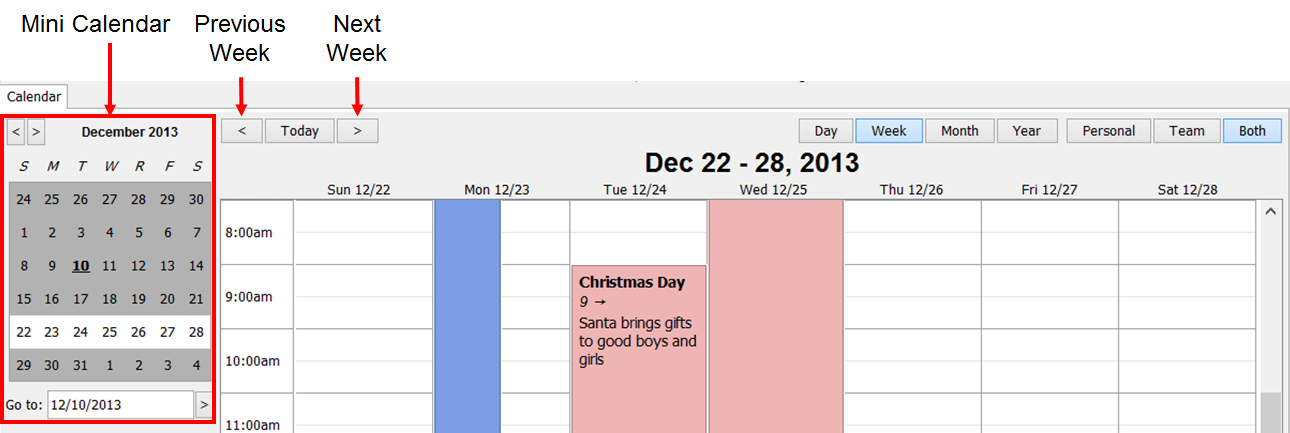 Mini Calendar
Previous
Week
Next
Week
Calendar
< >
December 2013
S M T W R F S
24 25 26 27 28 29 30
1 2 3 4 5 6 7
8 9 10 11 12 13 14
15 16 17 18 19 20 21
22 23 24 25 26 27 28
29 30 31 1 2 3 4
Go to: 12/10/2013 >
< Today >
Day Week Month Year Personal Team Both
Dec 22 - 28, 2013
Sun 12/22 Mon 12/23 Tue 12/24 Wed 12/25 Thu 12/26 Fri 12/27 Sat 12/28
8:00am
9:00am
10:00am
11:00am
Christmas Day
9 →
Santa brings gifts
to good boys and
girls